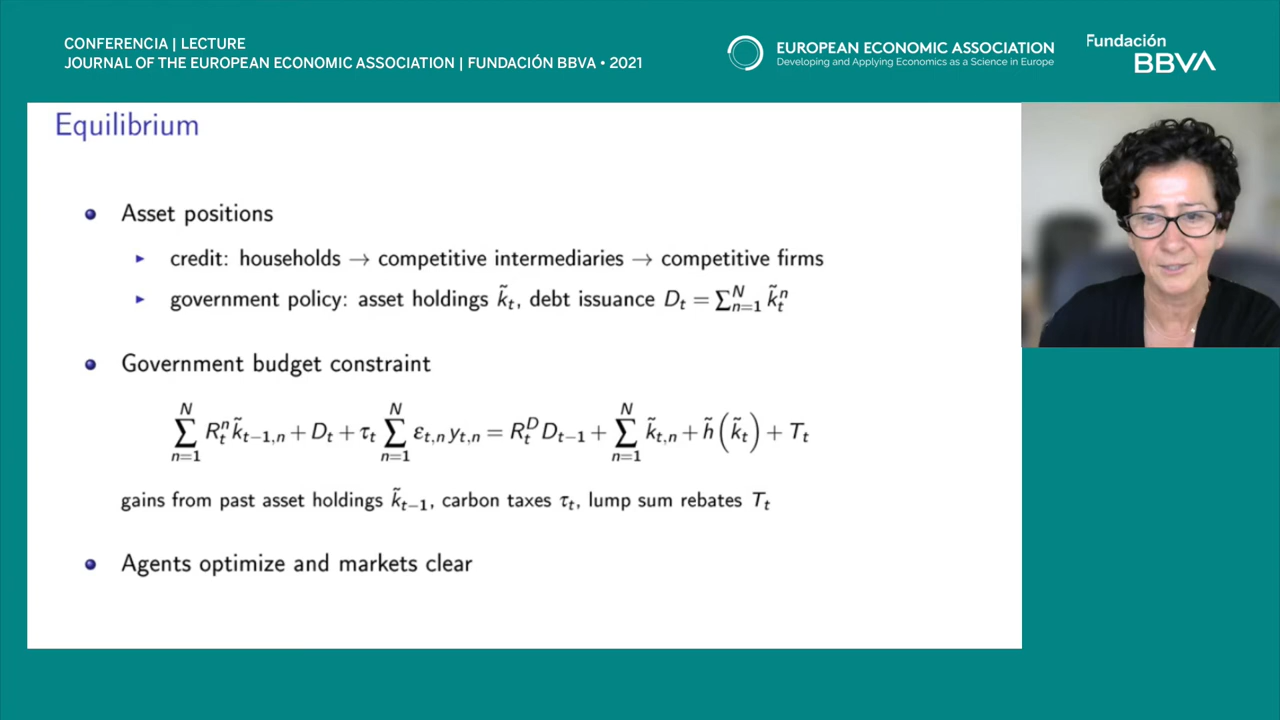 CONFERENCIA | LECTURE
JOURNAL OF THE EUROPEAN ECONOMIC ASSOCIATION | FUNDACIÓN BBVA • 2021
EUROPEAN ECONOMIC ASSOCIATION
Developing and Applying Economics as a Science in Europe
Fundación
BBVA
Equilibrium
Asset positions
credit: households → competitive intermediaries → competitive firms
government policy: asset holdings k̃_t, debt issuance D_t = ∑_{n=1}^{N} k̃_t^n
Government budget constraint
∑_{n=1}^{N} R_t^n k̃_{t−1,n} + D_t + τ_t ∑_{n=1}^{N} ε_{t,n} y_{t,n} = R_t^D D_{t−1} + ∑_{n=1}^{N} k̃_{t,n} + h̃(k̃_t) + T_t
gains from past asset holdings k̃_{t−1}, carbon taxes τ_t, lump sum rebates T_t
Agents optimize and markets clear